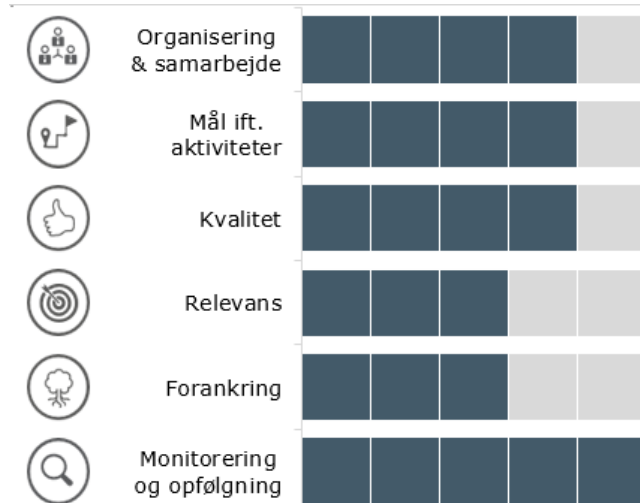 Organisering
& samarbejde
Mål ift.
aktiviteter
Kvalitet
Relevans
Forankring
Monitorering
og opfølgning